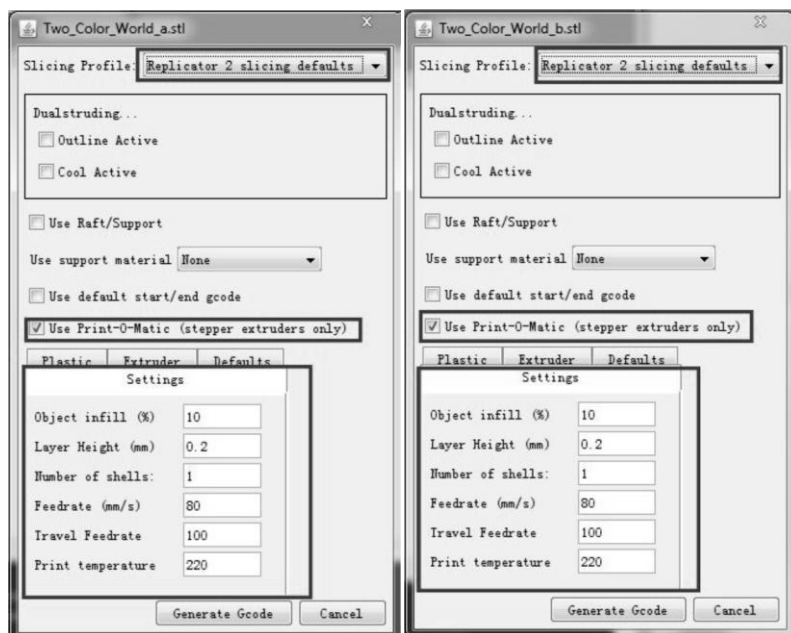 Two_Color_World_a.stl
Slicing Profile: Replicator 2 slicing defaults
Dualstruding...
Outline Active
Cool Active
Use Raft/Support
Use support material None
Use default start/end gcode
Use Print-O-Matic (stepper extruders only)
Plastic Extruder Defaults
Settings
Object infill (%) 10
Layer Height (mm) 0.2
Number of shells: 1
Feedrate (mm/s) 80
Travel Feedrate 100
Print temperature 220
Generate Gcode Cancel
Two_Color_World_b.stl
Slicing Profile: Replicator 2 slicing defaults
Dualstruding...
Outline Active
Cool Active
Use Raft/Support
Use support material None
Use default start/end gcode
Use Print-O-Matic (stepper extruders only)
Plastic Extruder Defaults
Settings
Object infill (%) 10
Layer Height (mm) 0.2
Number of shells: 1
Feedrate (mm/s) 80
Travel Feedrate 100
Print temperature 220
Generate Gcode Cancel